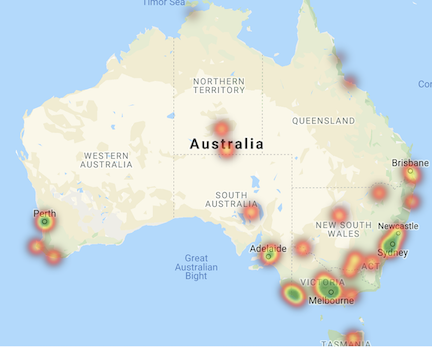 Timor Sea
NORTHERN
TERRITORY
QUEENSLAND
Australia
WESTERN
AUSTRALIA
Brisbane
SOUTH
AUSTRALIA
Perth
NEW SOUTH
WALES
Newcastle
Sydney
Adelaide
Great
Australian
Bight
ACT
VICTORIA
Melbourne
TASMANIA